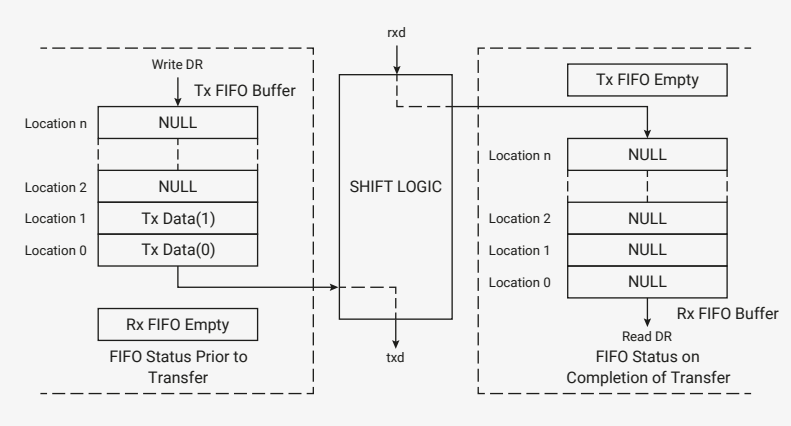 rxd
Write DR
Tx FIFO Buffer
Location n
NULL
Location 2
NULL
Location 1
Tx Data(1)
Location 0
Tx Data(0)
Rx FIFO Empty
FIFO Status Prior to
Transfer
SHIFT LOGIC
txd
Tx FIFO Empty
Location n
NULL
Location 2
NULL
Location 1
NULL
Location 0
NULL
Rx FIFO Buffer
Read DR
FIFO Status on
Completion of Transfer